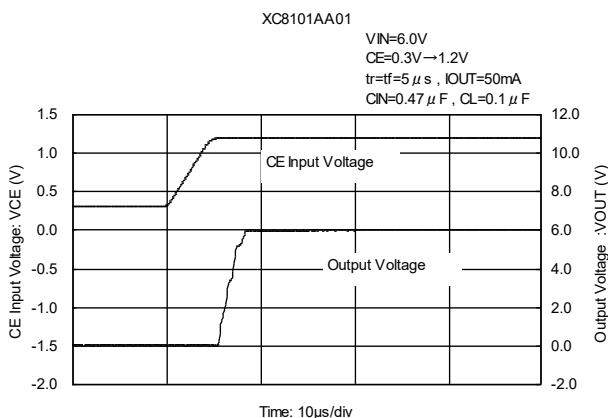 XC8101AA01
VIN=6.0V
CE=0.3V→1.2V
tr=tf=5μs , IOUT=50mA
CIN=0.47μF , CL=0.1μF
1.5
1.0
0.5
0.0
-0.5
-1.0
-1.5
-2.0
CE Input Voltage: VCE (V)
CE Input Voltage
Output Voltage
12.0
10.0
8.0
6.0
4.0
2.0
0.0
-2.0
Output Voltage :VOUT (V)
Time: 10μs/div